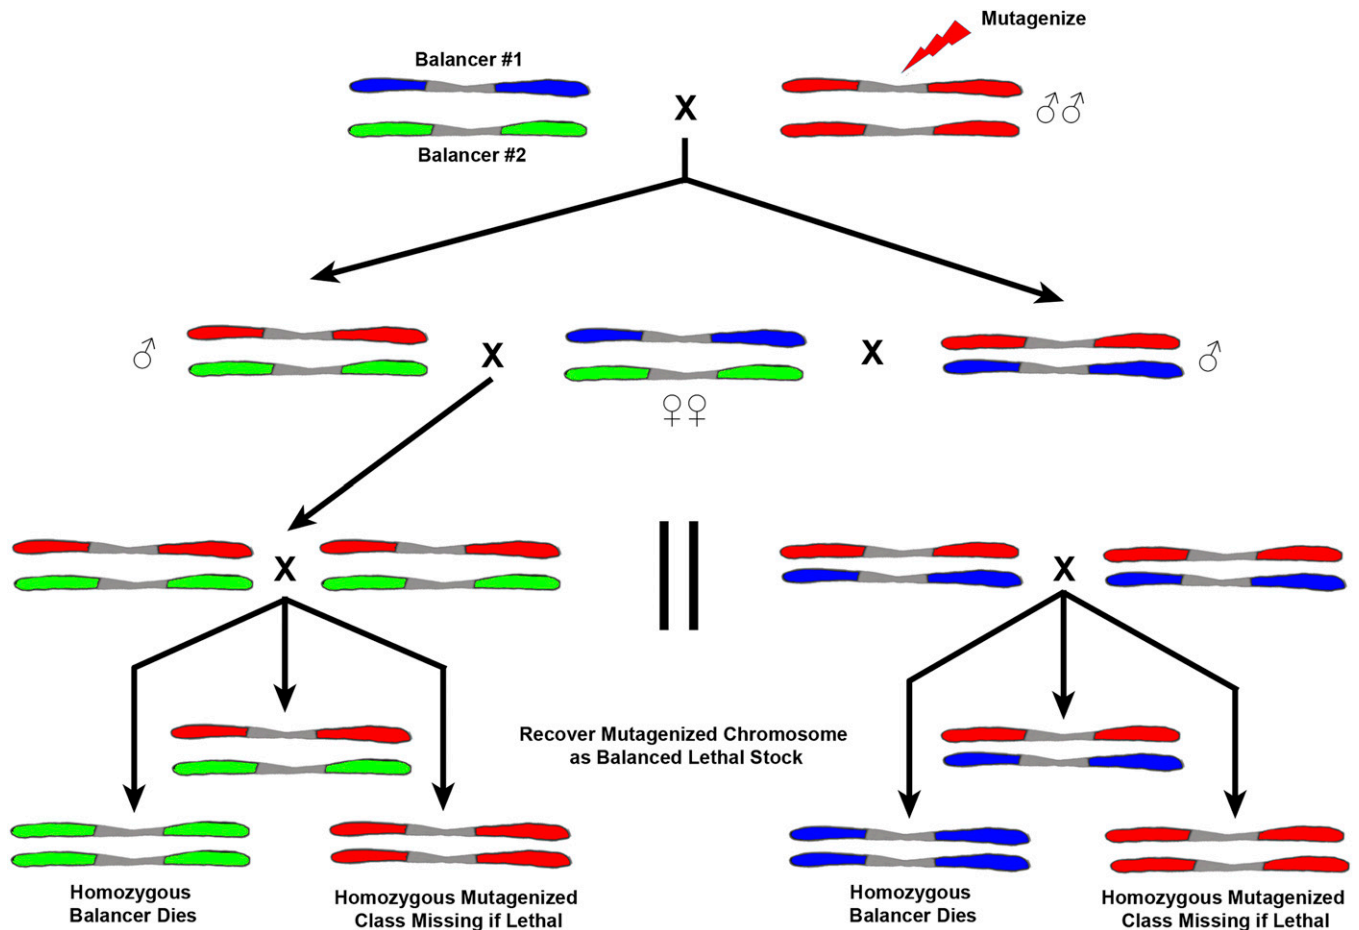 Mutagenize
Balancer #1
X
♂♂
Balancer #2
♂
X
X
♂
♀♀
X
X
Recover Mutagenized Chromosome
as Balanced Lethal Stock
Homozygous
Balancer Dies
Homozygous Mutagenized
Class Missing if Lethal
Homozygous
Balancer Dies
Homozygous Mutagenized
Class Missing if Lethal